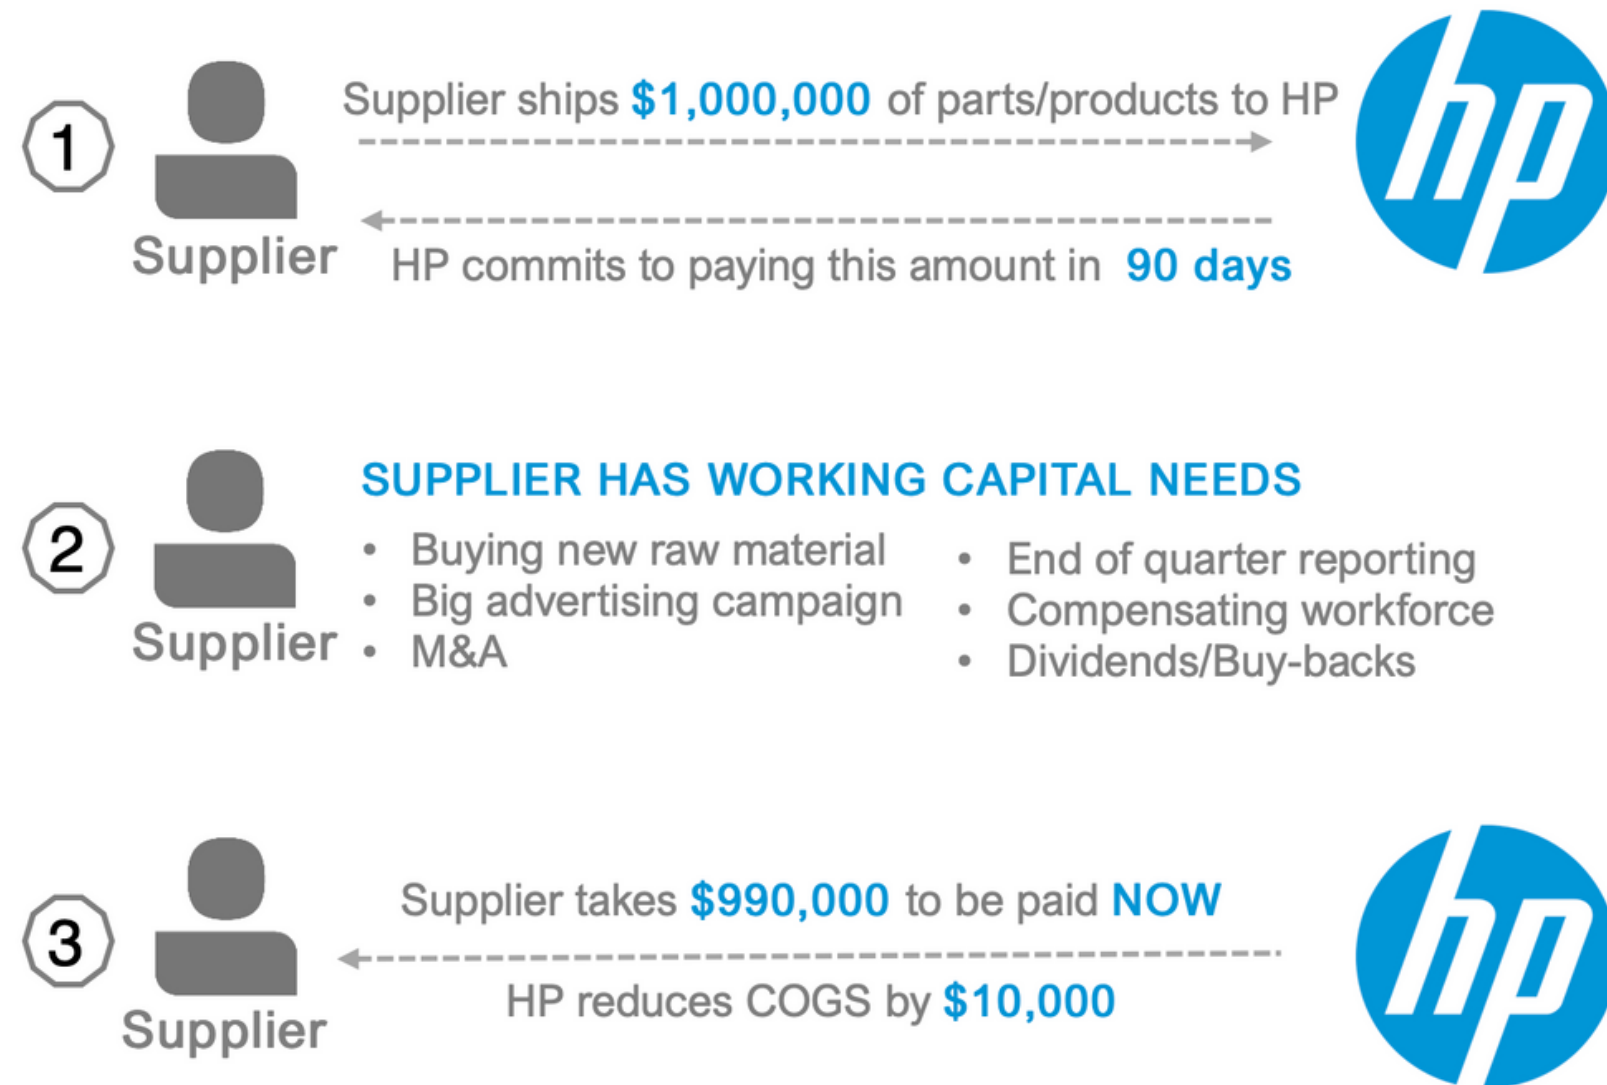 1
Supplier ships $1,000,000 of parts/products to HP
hp
Supplier
HP commits to paying this amount in 90 days
2
SUPPLIER HAS WORKING CAPITAL NEEDS
• Buying new raw material
• Big advertising campaign
• M&A
• End of quarter reporting
• Compensating workforce
• Dividends/Buy-backs
Supplier
3
Supplier takes $990,000 to be paid NOW
hp
HP reduces COGS by $10,000
Supplier